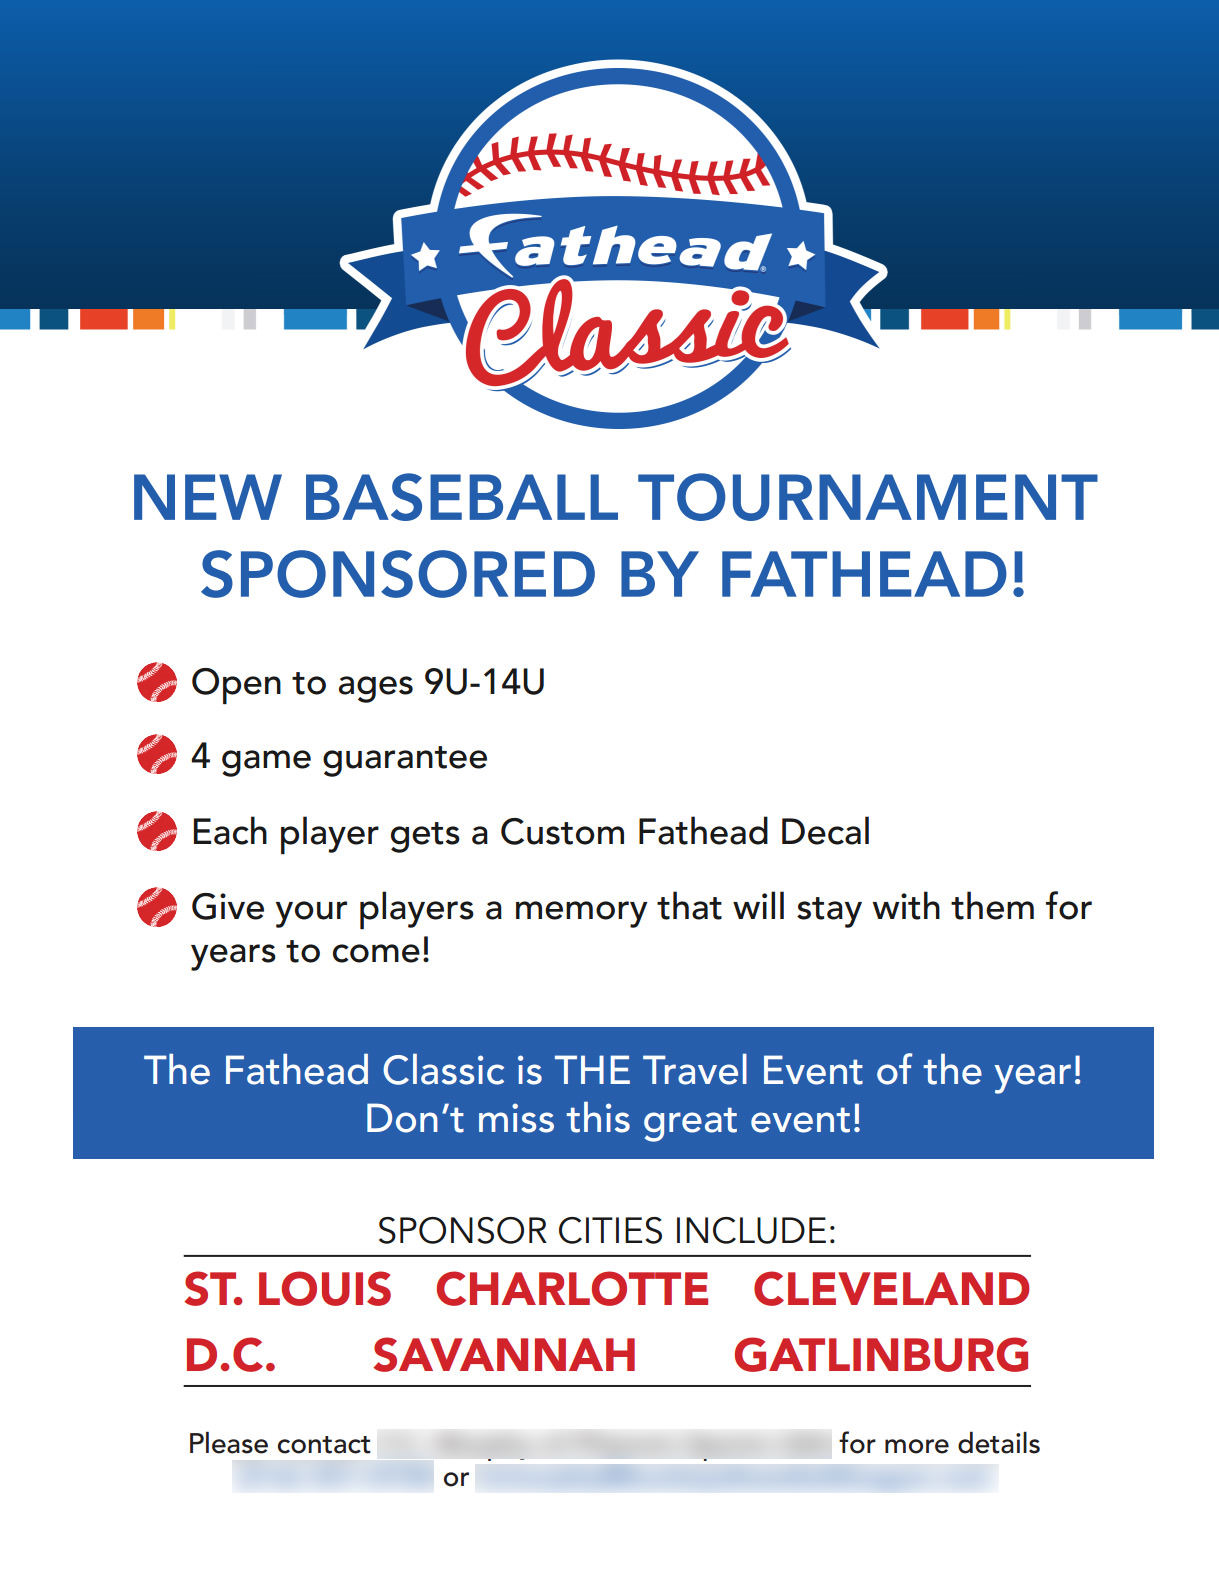 Fathead®
Classic
NEW BASEBALL TOURNAMENT
SPONSORED BY FATHEAD!
Open to ages 9U-14U
4 game guarantee
Each player gets a Custom Fathead Decal
Give your players a memory that will stay with them for
years to come!
The Fathead Classic is THE Travel Event of the year!
Don't miss this great event!
SPONSOR CITIES INCLUDE:
ST. LOUIS CHARLOTTE CLEVELAND
D.C. SAVANNAH GATLINBURG
Please contact for more details
or